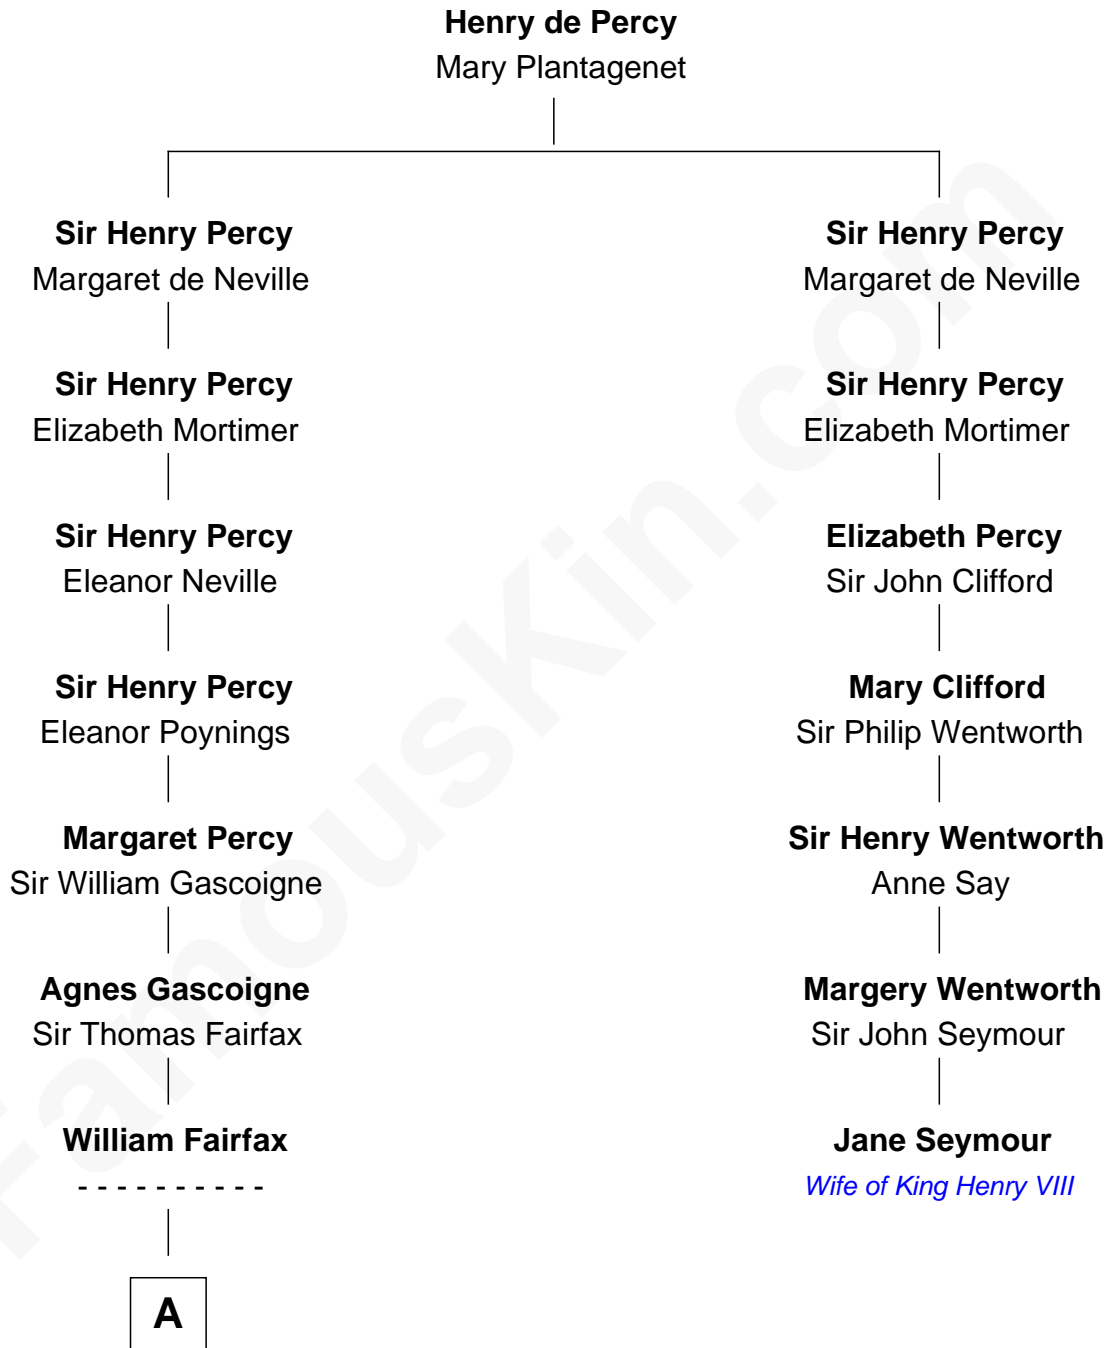 Henry de Percy
Mary Plantagenet
Sir Henry Percy
Margaret de Neville
Sir Henry Percy
Elizabeth Mortimer
Sir Henry Percy
Eleanor Neville
Sir Henry Percy
Eleanor Poynings
Margaret Percy
Sir William Gascoigne
Agnes Gascoigne
Sir Thomas Fairfax
William Fairfax
- - - - - - - - - -
A
Sir Henry Percy
Margaret de Neville
Sir Henry Percy
Elizabeth Mortimer
Elizabeth Percy
Sir John Clifford
Mary Clifford
Sir Philip Wentworth
Sir Henry Wentworth
Anne Say
Margery Wentworth
Sir John Seymour
Jane Seymour
Wife of King Henry VIII
FamousKin.com